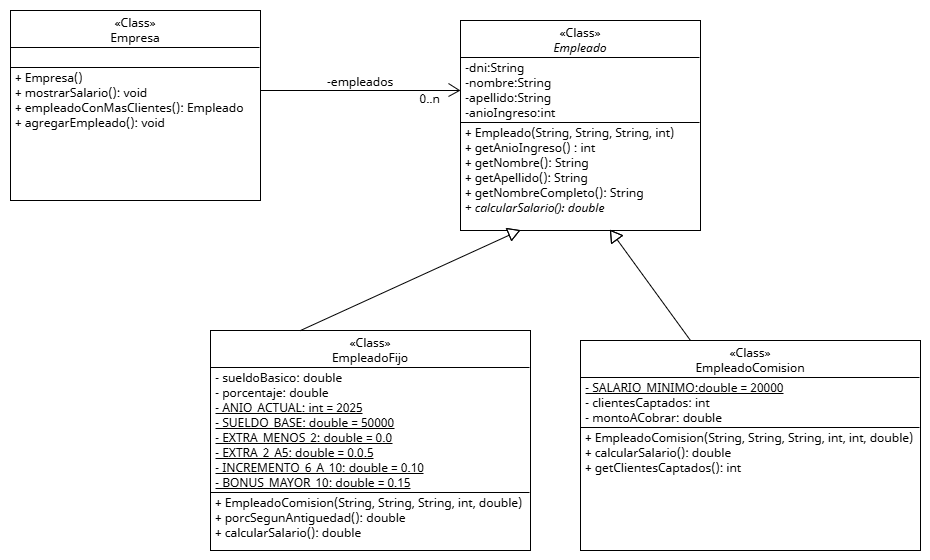 «Class»
Empresa
+ Empresa()
+ mostrarSalario(): void
+ empleadoConMasClientes(): Empleado
+ agregarEmpleado(): void
-empleados
0..n
«Class»
Empleado
-dni:String
-nombre:String
-apellido:String
-anioIngreso:int
+ Empleado(String, String, String, int)
+ getAnioIngreso() : int
+ getNombre(): String
+ getApellido(): String
+ getNombreCompleto(): String
+ calcularSalario(): double
«Class»
EmpleadoFijo
- sueldoBasico: double
- porcentaje: double
- ANIO_ACTUAL: int = 2025
- SUELDO_BASE: double = 50000
- EXTRA_MENOS_2: double = 0.0
- EXTRA_2_A5: double = 0.0.5
- INCREMENTO_6_A_10: double = 0.10
- BONUS_MAYOR_10: double = 0.15
+ EmpleadoComision(String, String, String, int, double)
+ porcSegunAntiguedad(): double
+ calcularSalario(): double
«Class»
EmpleadoComision
- SALARIO_MINIMO:double = 20000
- clientesCaptados: int
- montoACobrar: double
+ EmpleadoComision(String, String, String, int, int, double)
+ calcularSalario(): double
+ getClientesCaptados(): int